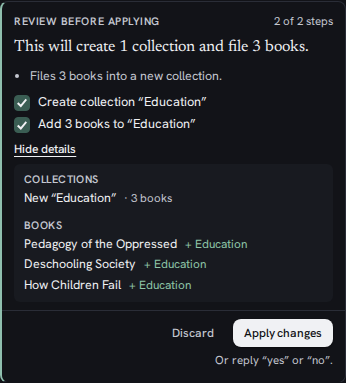 REVIEW BEFORE APPLYING 2 of 2 steps
This will create 1 collection and file 3 books.
• Files 3 books into a new collection.
Create collection “Education”
Add 3 books to “Education”
Hide details
COLLECTIONS
New “Education” · 3 books
BOOKS
Pedagogy of the Oppressed + Education
Deschooling Society + Education
How Children Fail + Education
Discard Apply changes
Or reply “yes” or “no”.